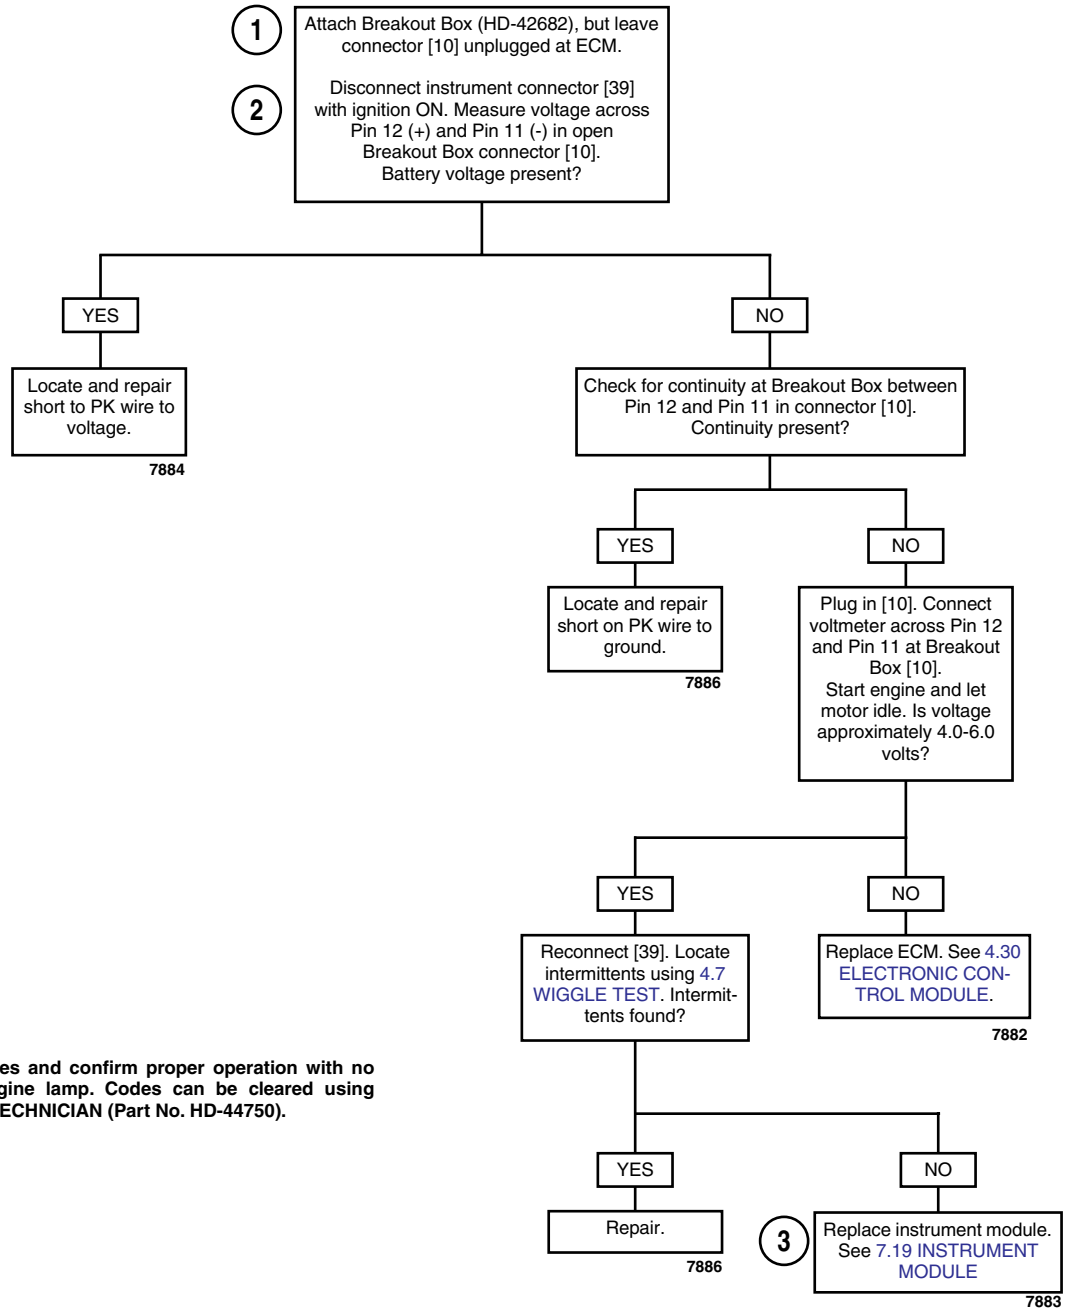 1
Attach Breakout Box (HD-42682), but leave
connector [10] unplugged at ECM.
2
Disconnect instrument connector [39]
with ignition ON. Measure voltage across
Pin 12 (+) and Pin 11 (-) in open
Breakout Box connector [10].
Battery voltage present?
YES
NO
Locate and repair
short to PK wire to
voltage.
7884
Check for continuity at Breakout Box between
Pin 12 and Pin 11 in connector [10].
Continuity present?
YES
NO
Locate and repair
short on PK wire to
ground.
7886
Plug in [10]. Connect
voltmeter across Pin 12
and Pin 11 at Breakout
Box [10].
Start engine and let
motor idle. Is voltage
approximately 4.0-6.0
volts?
YES
NO
Reconnect [39]. Locate
intermittents using 4.7
WIGGLE TEST. Intermit-
tents found?
Replace ECM. See 4.30
ELECTRONIC CON-
TROL MODULE.
7882
es and confirm proper operation with no
gine lamp. Codes can be cleared using
ECHNICIAN (Part No. HD-44750).
YES
NO
Repair.
7886
3
Replace instrument module.
See 7.19 INSTRUMENT
MODULE
7883